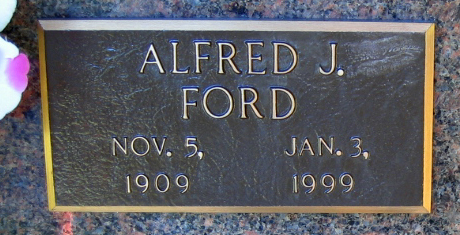 ALFRED J.
FORD
NOV. 5, JAN. 3,
1909 1999